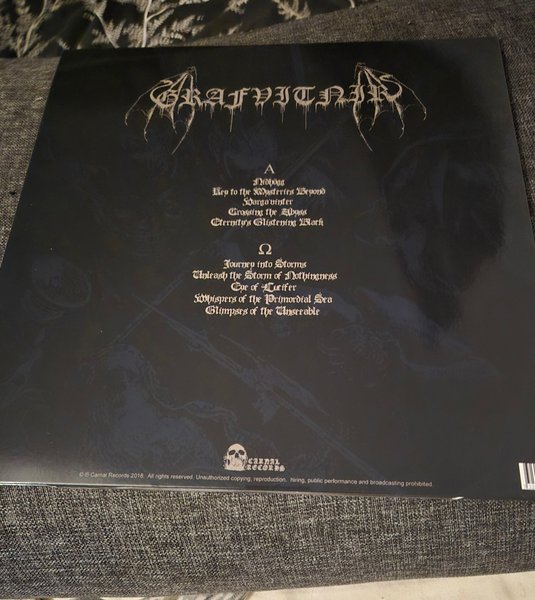 GRAFVITNIR
A
Nidhögg
Key to the Mysteries Beyond
Vargavinter
Crossing the Abyss
Eternity's Glistening Black
Ω
Journey into Storms
Unleash the Storm of Nothingness
Eye of Lucifer
Whispers of the Primordial Sea
Glimpses of the Unseeable
CARNAL
RECORDS
© ℗ Carnal Records 2016. All rights reserved. Unauthorized copying, reproduction, hiring, public performance and broadcasting prohibited.